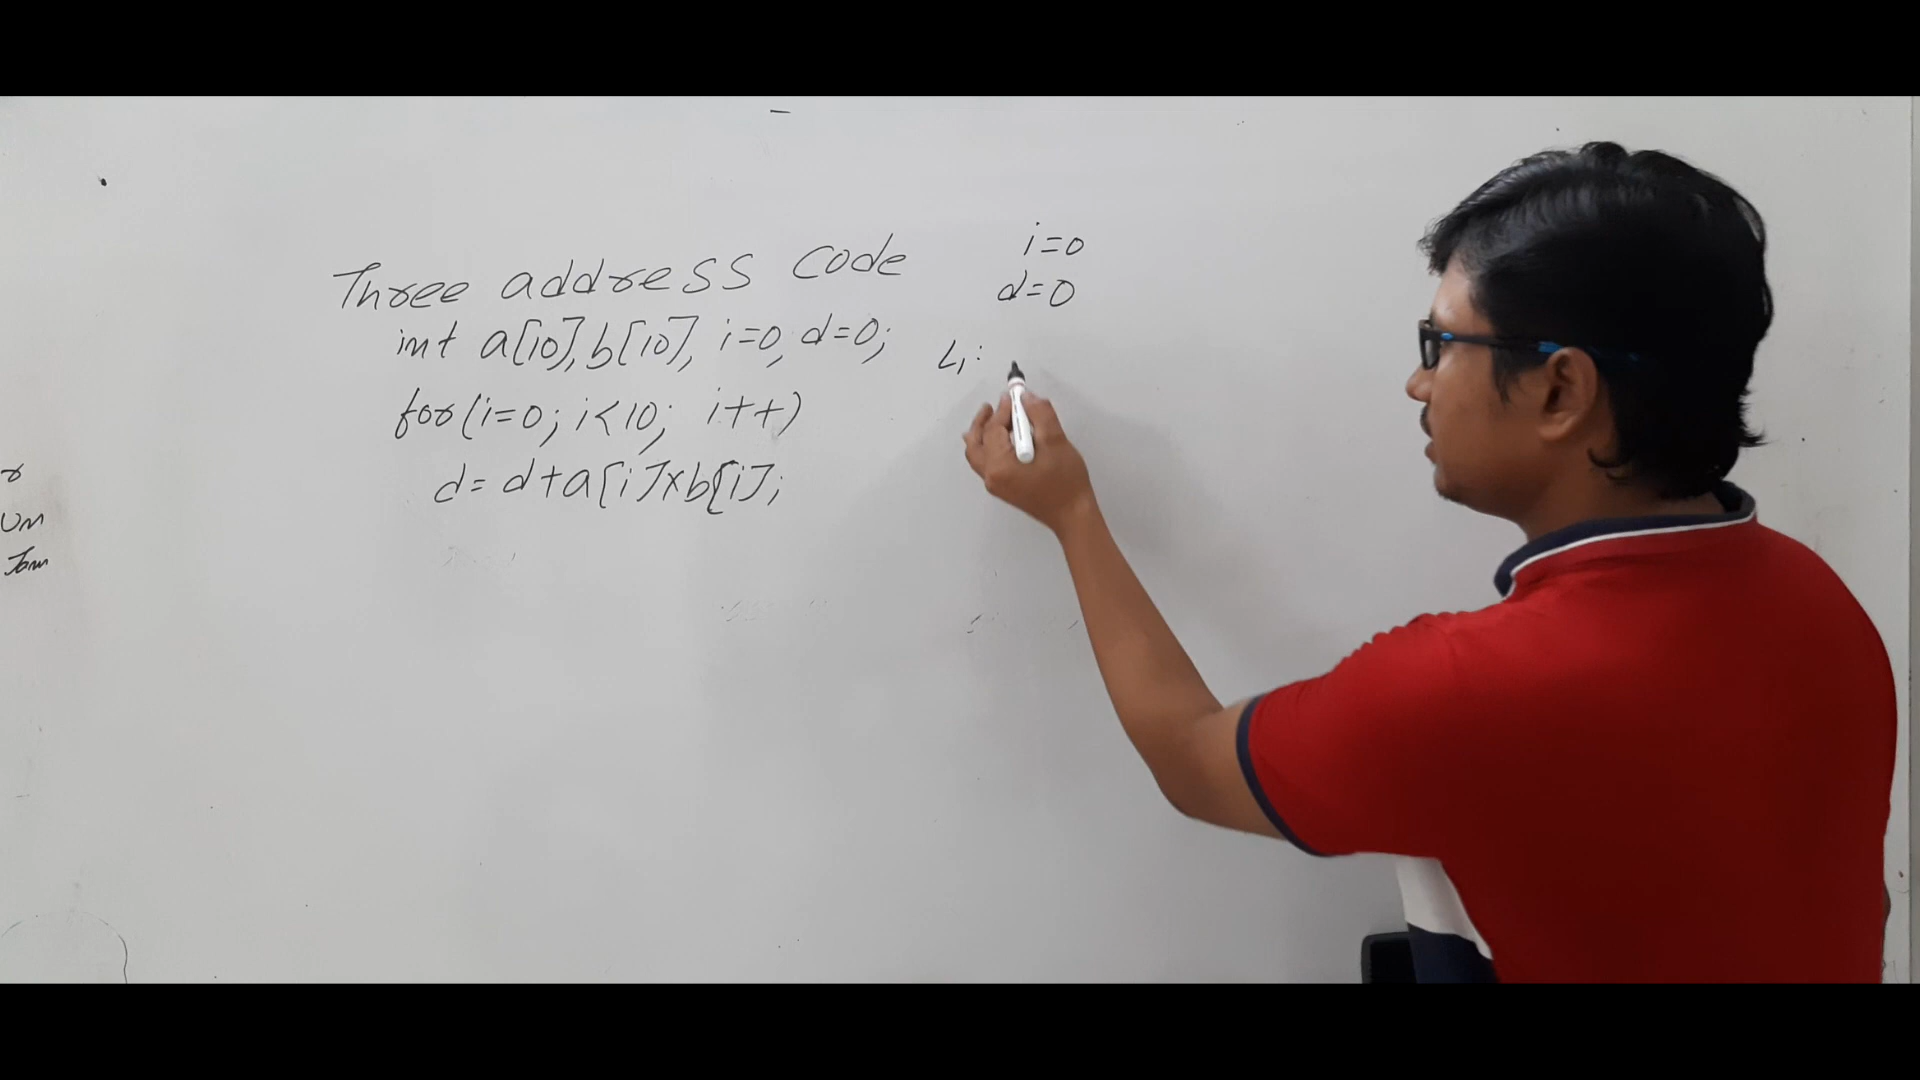 Three address code
int a[10], b[10], i=0, d=0;
for(i=0; i<10; i++)
d= d+a[i]×b[i];
i=0
d=0
L1: